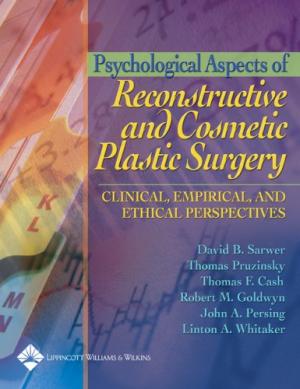 Psychological Aspects of
Reconstructive
and Cosmetic
Plastic Surgery
CLINICAL, EMPIRICAL, AND
ETHICAL PERSPECTIVES
David B. Sarwer
Thomas Pruzinsky
Thomas F. Cash
Robert M. Goldwyn
John A. Persing
Linton A. Whitaker
K
L
M
N
LIPPINCOTT WILLIAMS & WILKINS